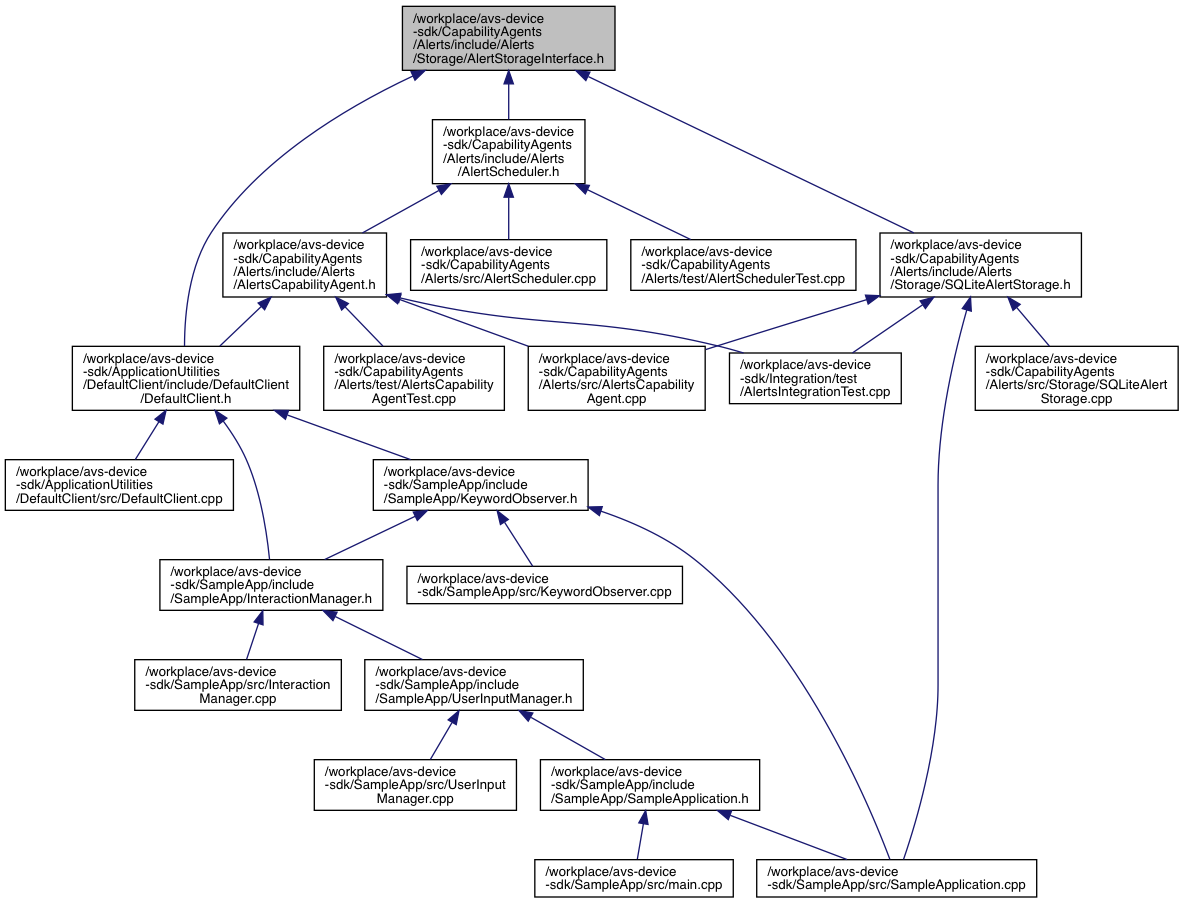 /workplace/avs-device
-sdk/CapabilityAgents
/Alerts/include/Alerts
/Storage/AlertStorageInterface.h
/workplace/avs-device
-sdk/CapabilityAgents
/Alerts/include/Alerts
/AlertScheduler.h
/workplace/avs-device
-sdk/CapabilityAgents
/Alerts/include/Alerts
/AlertsCapabilityAgent.h
/workplace/avs-device
-sdk/CapabilityAgents
/Alerts/src/AlertScheduler.cpp
/workplace/avs-device
-sdk/CapabilityAgents
/Alerts/test/AlertSchedulerTest.cpp
/workplace/avs-device
-sdk/CapabilityAgents
/Alerts/include/Alerts
/Storage/SQLiteAlertStorage.h
/workplace/avs-device
-sdk/ApplicationUtilities
/DefaultClient/include/DefaultClient
/DefaultClient.h
/workplace/avs-device
-sdk/CapabilityAgents
/Alerts/test/AlertsCapability
AgentTest.cpp
/workplace/avs-device
-sdk/CapabilityAgents
/Alerts/src/AlertsCapability
Agent.cpp
/workplace/avs-device
-sdk/Integration/test
/AlertsIntegrationTest.cpp
/workplace/avs-device
-sdk/CapabilityAgents
/Alerts/src/Storage/SQLiteAlert
Storage.cpp
/workplace/avs-device
-sdk/ApplicationUtilities
/DefaultClient/src/DefaultClient.cpp
/workplace/avs-device
-sdk/SampleApp/include
/SampleApp/KeywordObserver.h
/workplace/avs-device
-sdk/SampleApp/include
/SampleApp/InteractionManager.h
/workplace/avs-device
-sdk/SampleApp/src/KeywordObserver.cpp
/workplace/avs-device
-sdk/SampleApp/src/Interaction
Manager.cpp
/workplace/avs-device
-sdk/SampleApp/include
/SampleApp/UserInputManager.h
/workplace/avs-device
-sdk/SampleApp/src/UserInput
Manager.cpp
/workplace/avs-device
-sdk/SampleApp/include
/SampleApp/SampleApplication.h
/workplace/avs-device
-sdk/SampleApp/src/main.cpp
/workplace/avs-device
-sdk/SampleApp/src/SampleApplication.cpp